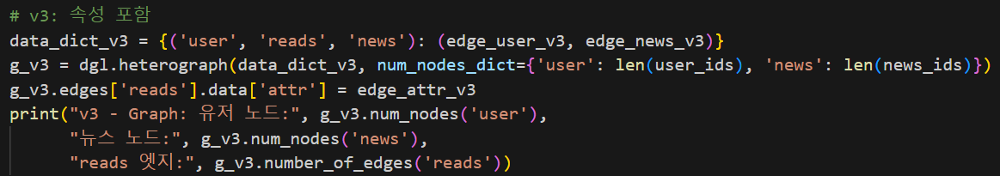 # v3: 속성 포함
data_dict_v3 = {('user', 'reads', 'news'): (edge_user_v3, edge_news_v3)}
g_v3 = dgl.heterograph(data_dict_v3, num_nodes_dict={'user': len(user_ids), 'news': len(news_ids)})
g_v3.edges['reads'].data['attr'] = edge_attr_v3
print("v3 - Graph: 유저 노드:", g_v3.num_nodes('user'),
      "뉴스 노드:", g_v3.num_nodes('news'),
      "reads 엣지:", g_v3.number_of_edges('reads'))